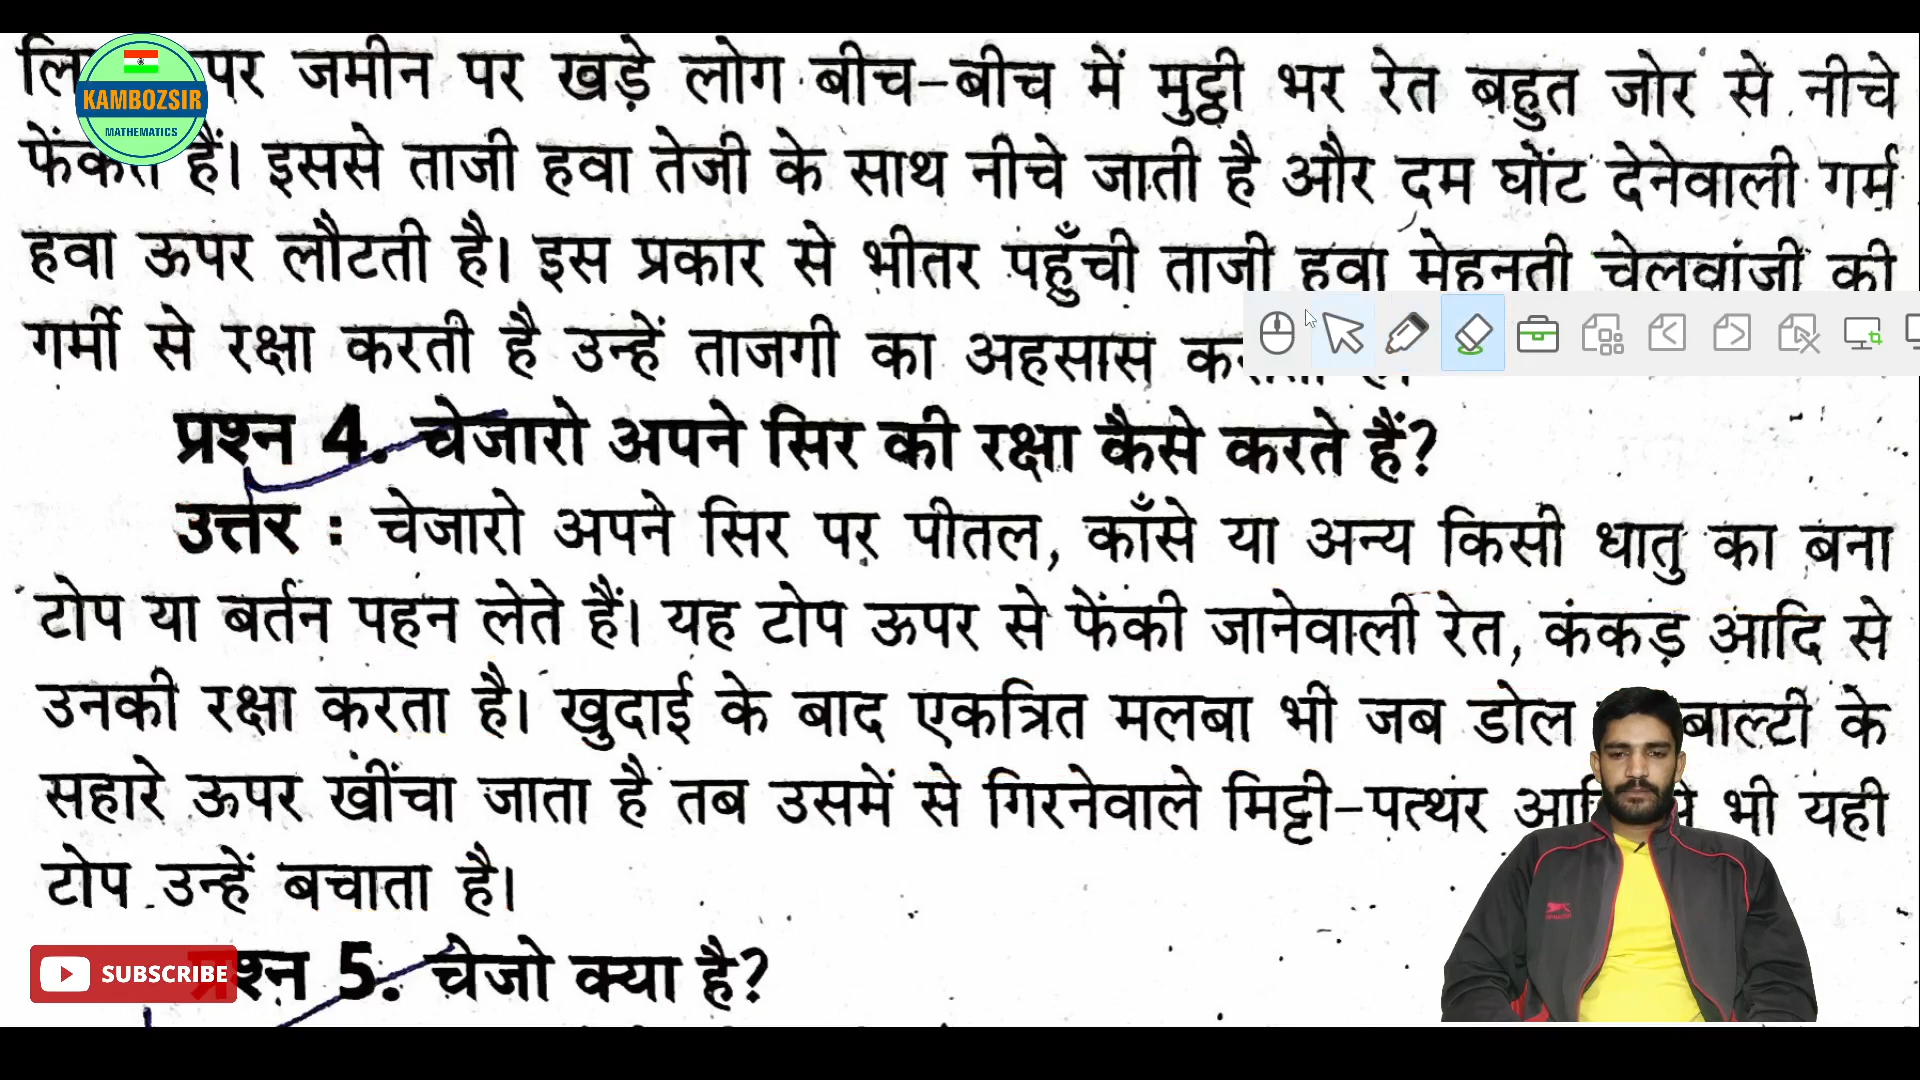 पर जमीन पर खड़े लोग बीच-बीच में मुट्ठी भर रेत बहुत जोर से नीचे
KAMBOZSIR
MATHEMATICS
हैं। इससे ताजी हवा तेजी के साथ नीचे जाती है और दम घोंट देनेवाली गर्म
हवा ऊपर लौटती है। इस प्रकार से भीतर पहुँची ताजी हवा मेहनती चेलवांजी की
गर्मी से रक्षा करती है उन्हें ताजगी का अहसास
प्रश्न 4. चेजारो अपने सिर की रक्षा कैसे करते हैं?
उत्तर : चेजारो अपने सिर पर पीतल, काँसे या अन्य किसी धातु का बना
टोप या बर्तन पहन लेते हैं। यह टोप ऊपर से फेंकी जानेवाली रेत, कंकड़ आदि से
उनकी रक्षा करता है। खुदाई के बाद एकत्रित मलबा भी जब डोल बाल्टी के
सहारे ऊपर खींचा जाता है तब उसमें से गिरनेवाले मिट्टी-पत्थर भी यही
टोप उन्हें बचाता है।
SUBSCRIBE
5. चेजो क्या है?